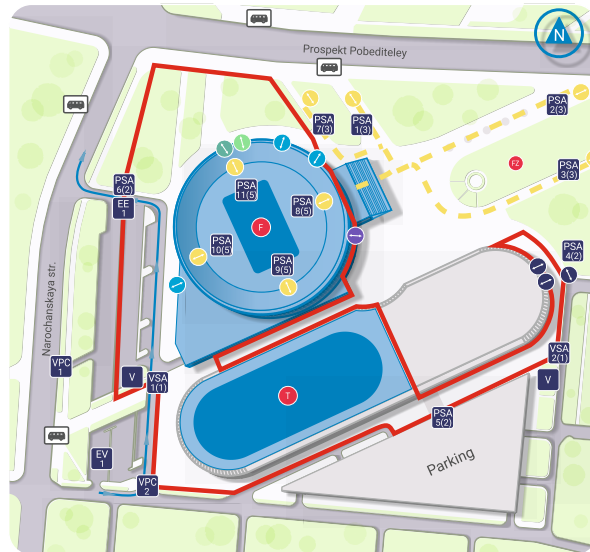 N
Prospekt Pobediteley
PSA
2(3)
PSA
7(3)
PSA
1(3)
FZ
PSA
3(3)
PSA
6(2)
EE
1
PSA
11(5)
PSA
8(5)
F
PSA
10(5)
PSA
9(5)
PSA
4(2)
Narochanskaya str.
VPC
1
V
VSA
1(1)
VSA
2(1)
V
T
PSA
5(2)
Parking
EV
1
VPC
2